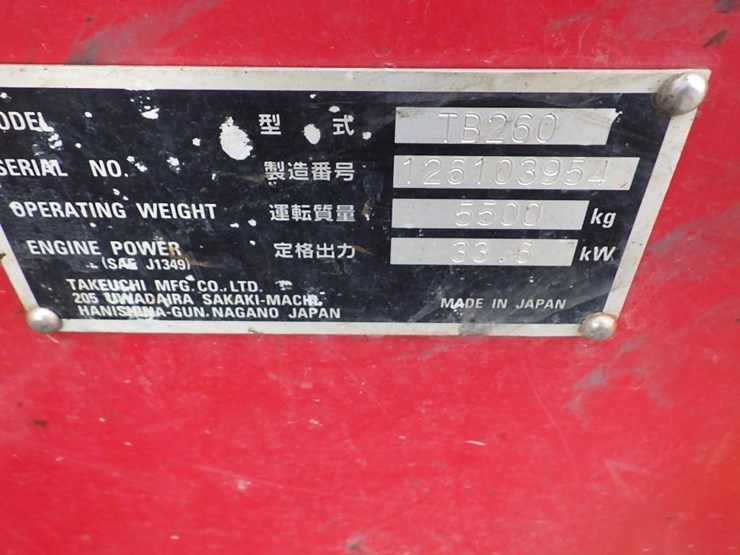 ODEL 型 式 TB260
SERIAL NO. 製造番号 126103954
OPERATING WEIGHT 運転質量 5500 kg
ENGINE POWER 定格出力 33.6 kW
(SAE J1349)
TAKEUCHI MFG. CO., LTD.
205 UWADAIRA SAKAKI-MACHI,
HANISHINA-GUN, NAGANO JAPAN
MADE IN JAPAN